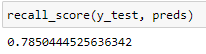 recall_score(y_test, preds)
0.7850444525636342